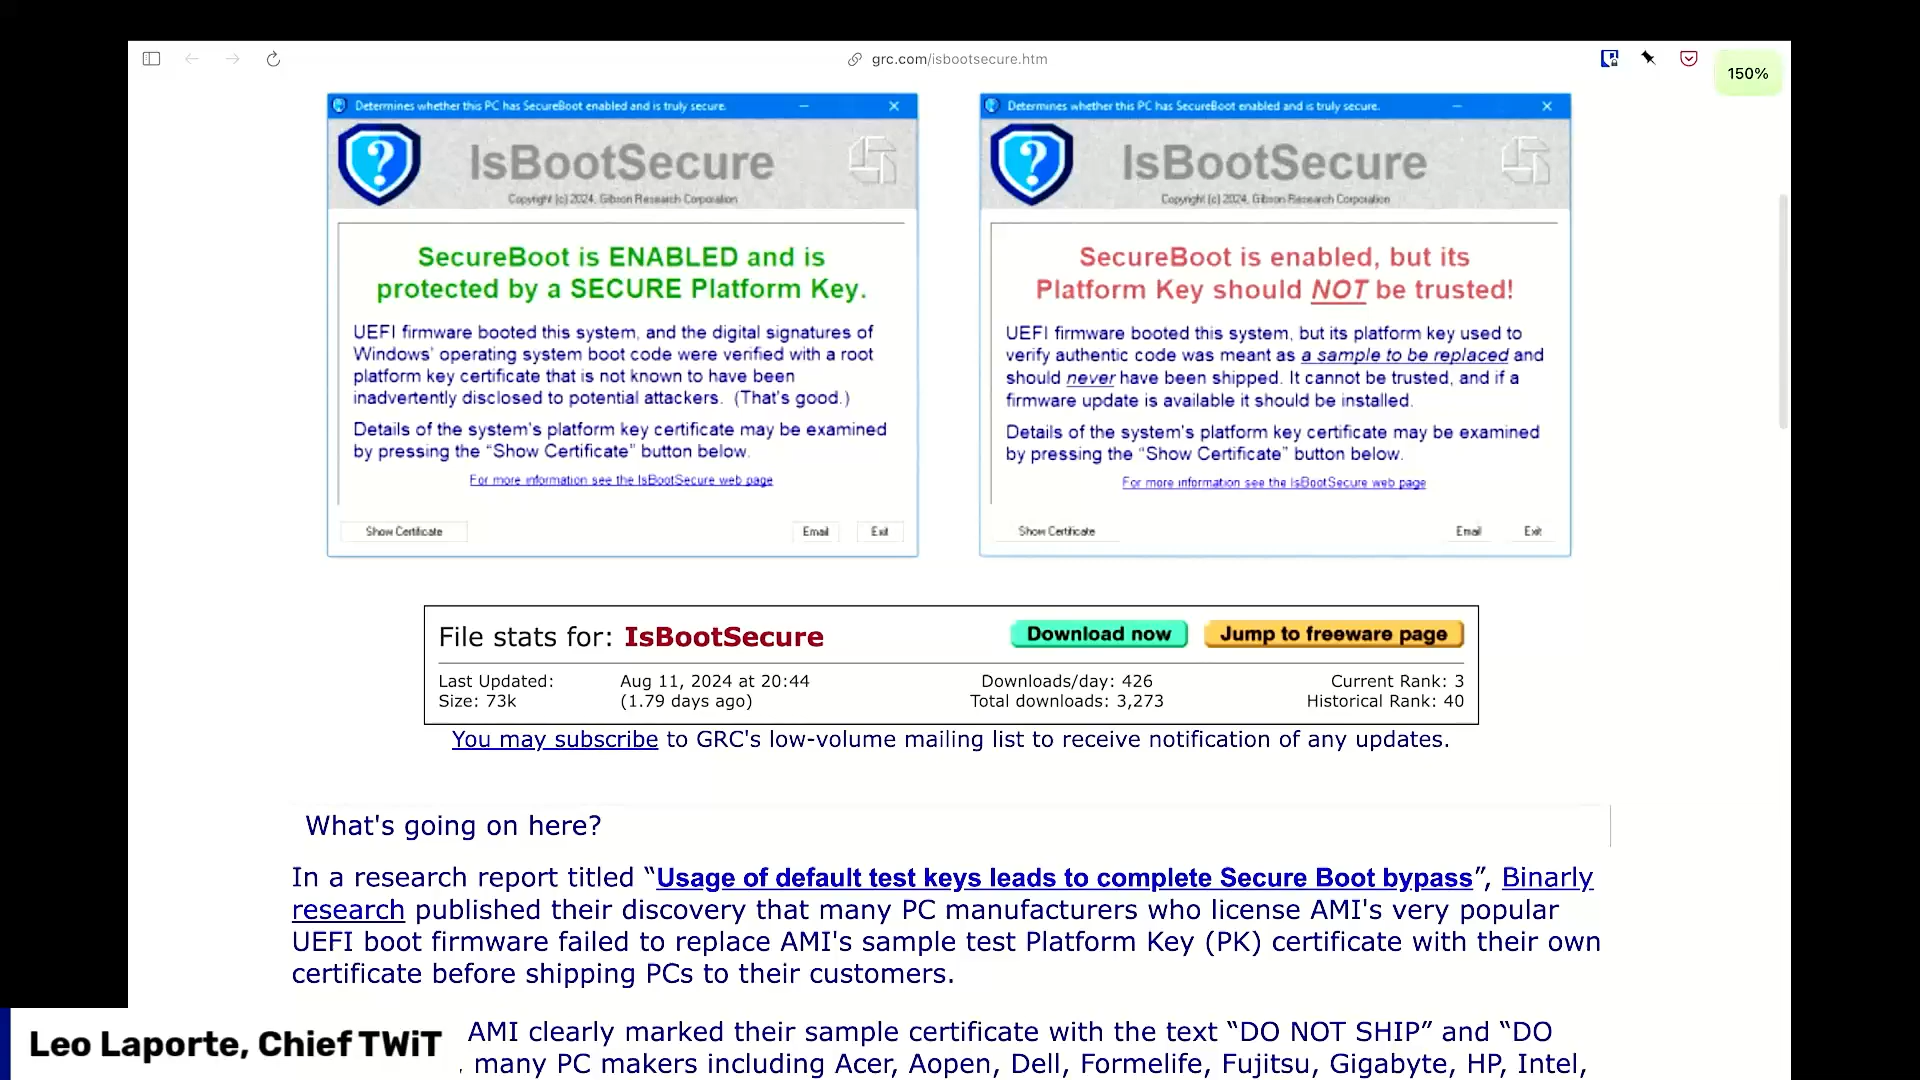 grc.com/isbootsecure.htm
150%
Determines whether this PC has SecureBoot enabled and is truly secure.
IsBootSecure
Copyright (c) 2024, Gibson Research Corporation
SecureBoot is ENABLED and is
protected by a SECURE Platform Key.
UEFI firmware booted this system, and the digital signatures of
Windows' operating system boot code were verified with a root
platform key certificate that is not known to have been
inadvertently disclosed to potential attackers. (That's good.)
Details of the system's platform key certificate may be examined
by pressing the "Show Certificate" button below.
For more information see the IsBootSecure web page
Show Certificate Email Exit
Determines whether this PC has SecureBoot enabled and is truly secure.
IsBootSecure
Copyright (c) 2024, Gibson Research Corporation
SecureBoot is enabled, but its
Platform Key should NOT be trusted!
UEFI firmware booted this system, but its platform key used to
verify authentic code was meant as a sample to be replaced and
should never have been shipped. It cannot be trusted, and if a
firmware update is available it should be installed.
Details of the system's platform key certificate may be examined
by pressing the "Show Certificate" button below.
For more information see the IsBootSecure web page
Show Certificate Email Exit
File stats for: IsBootSecure Download now Jump to freeware page
Last Updated: Aug 11, 2024 at 20:44 Downloads/day: 426 Current Rank: 3
Size: 73k (1.79 days ago) Total downloads: 3,273 Historical Rank: 40
You may subscribe to GRC's low-volume mailing list to receive notification of any updates.
What's going on here?
In a research report titled “Usage of default test keys leads to complete Secure Boot bypass”, Binarly
research published their discovery that many PC manufacturers who license AMI's very popular
UEFI boot firmware failed to replace AMI's sample test Platform Key (PK) certificate with their own
certificate before shipping PCs to their customers.
AMI clearly marked their sample certificate with the text “DO NOT SHIP” and “DO
many PC makers including Acer, Aopen, Dell, Formelife, Fujitsu, Gigabyte, HP, Intel,
Leo Laporte, Chief TWiT